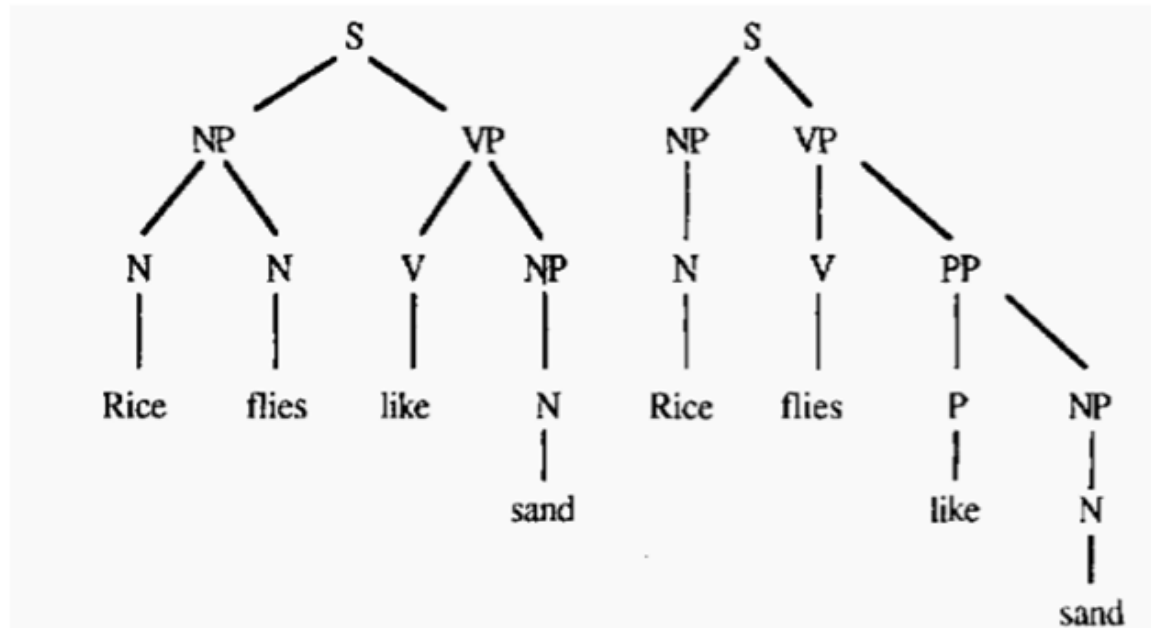 S S
NP VP NP VP
N N V NP N V PP
Rice flies like N Rice flies P NP
sand like N
sand